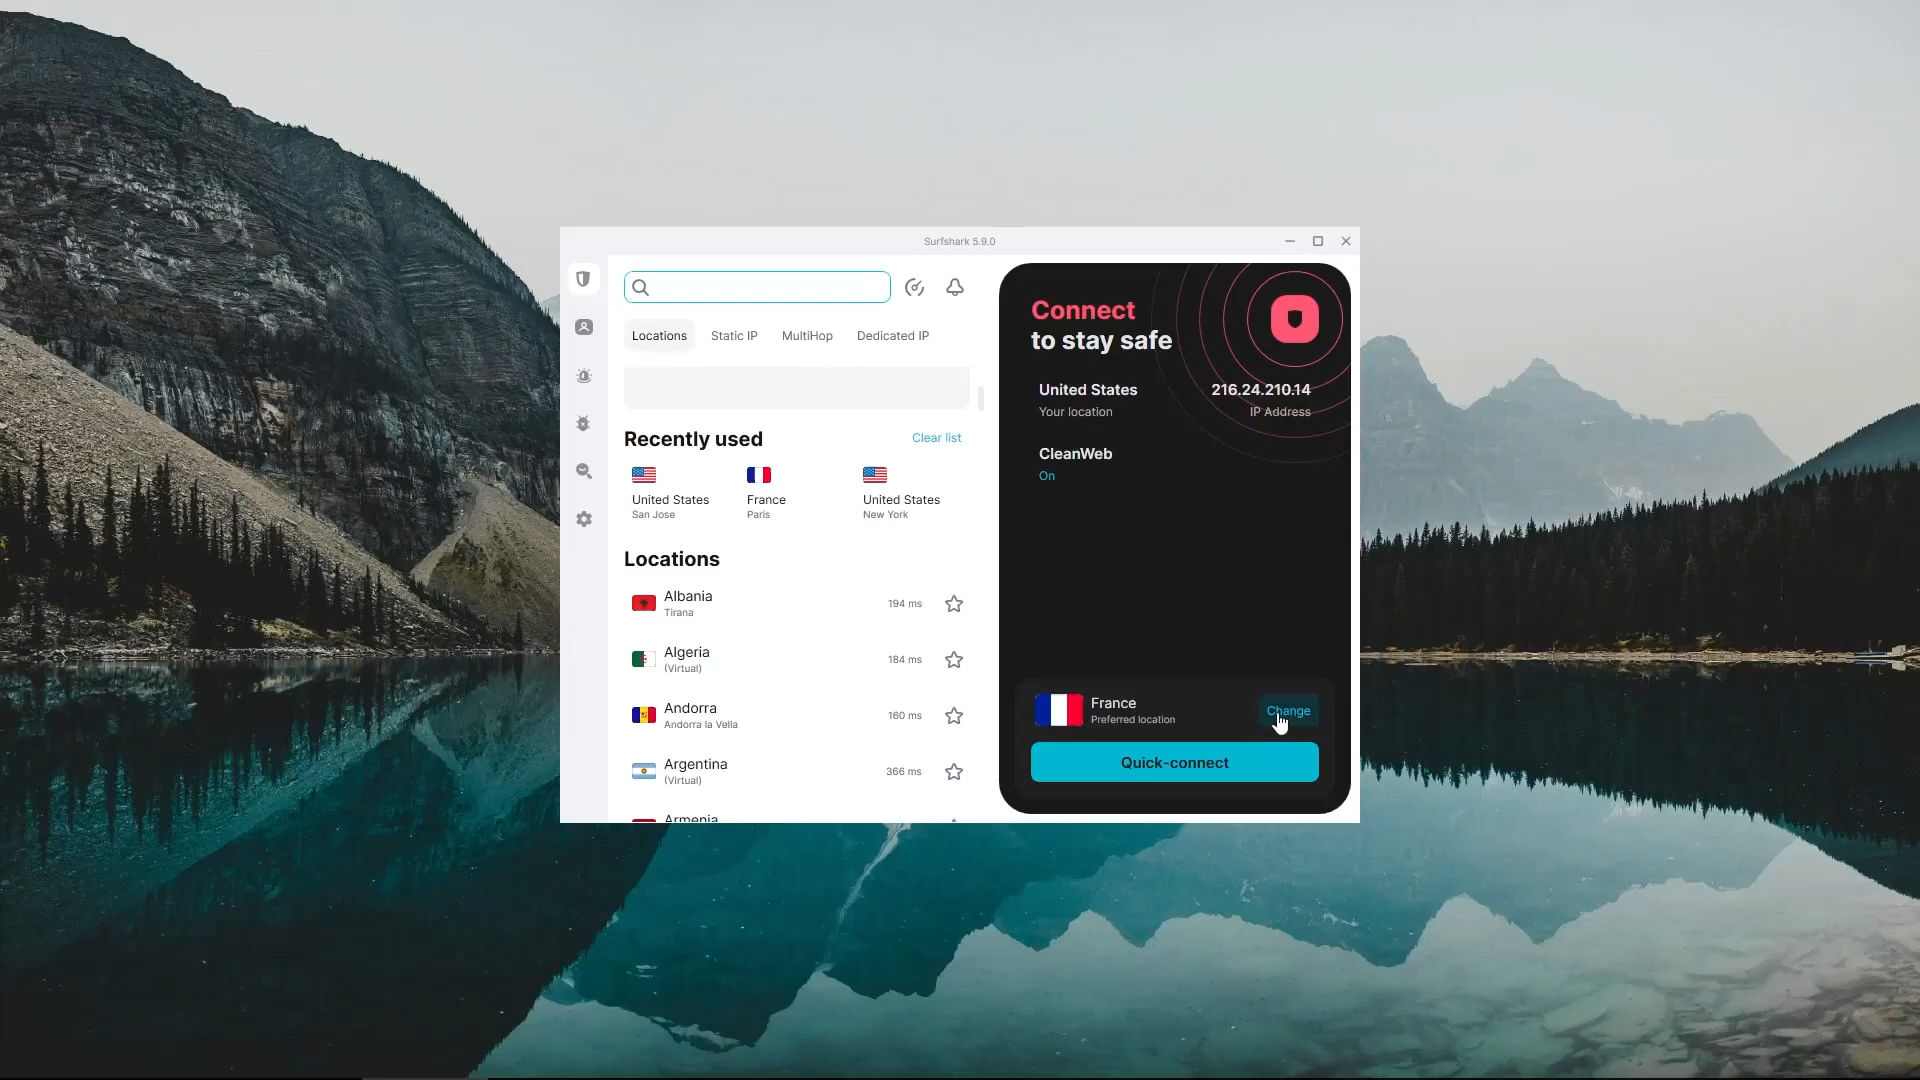 Surfshark 5.9.0
Locations
Static IP
MultiHop
Dedicated IP
Recently used
Clear list
United States
San Jose
France
Paris
United States
New York
Locations
Albania
Tirana
194 ms
Algeria
(Virtual)
184 ms
Andorra
Andorra la Vella
160 ms
Argentina
(Virtual)
366 ms
Armenia
Connect
to stay safe
United States
Your location
216.24.210.14
IP Address
CleanWeb
On
France
Preferred location
Change
Quick-connect